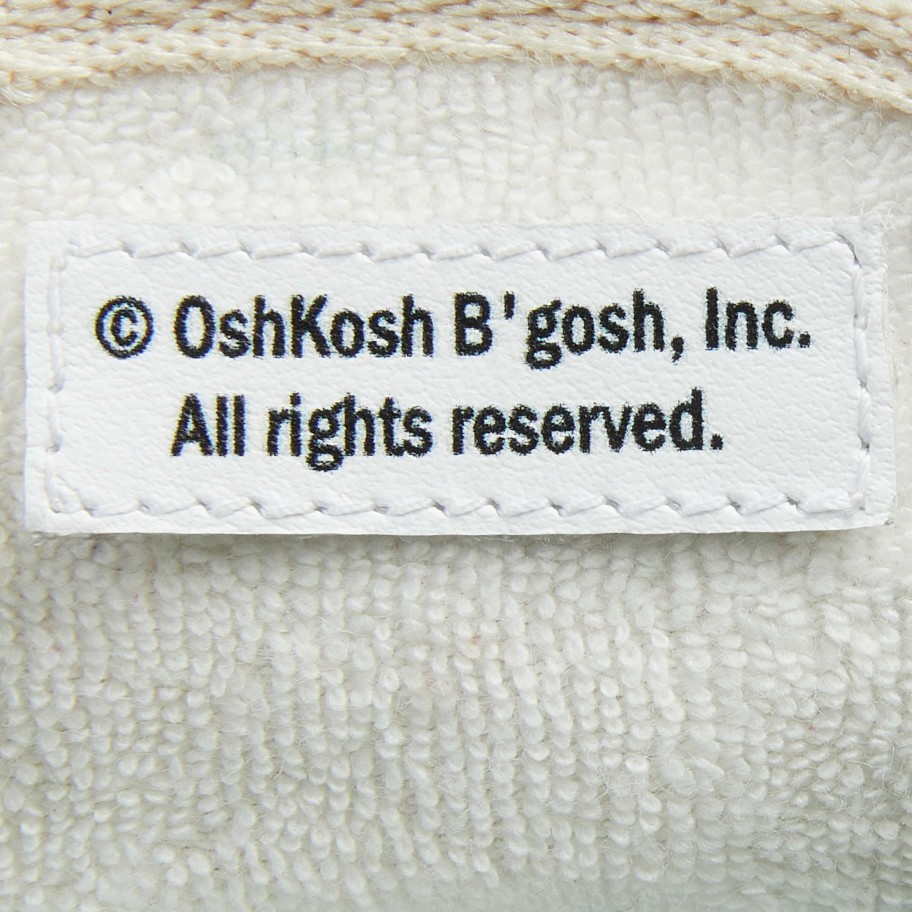 © OshKosh B'gosh, Inc.
All rights reserved.